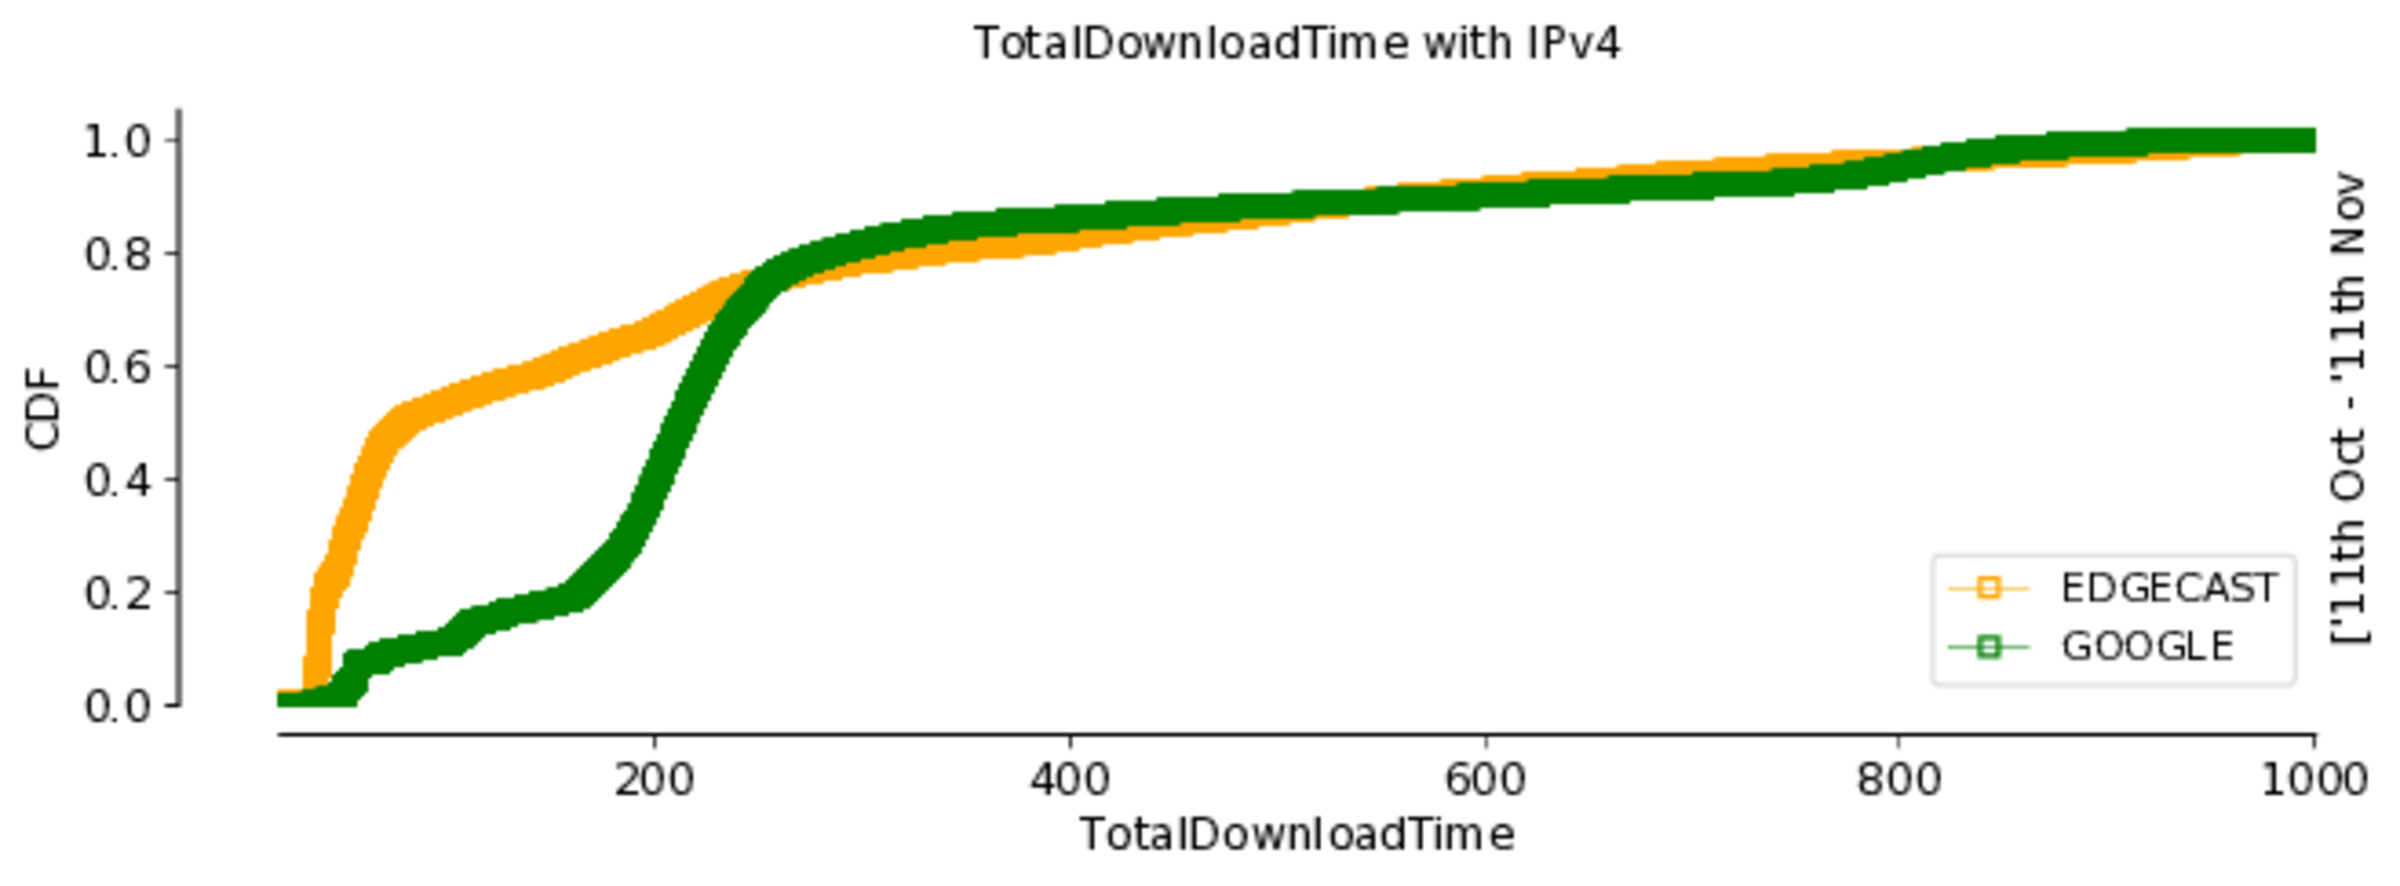 TotalDownloadTime with IPv4
1.0
0.8
0.6
0.4
0.2
0.0
CDF
200 400 600 800 1000
TotalDownloadTime
EDGECAST
GOOGLE
['11th Oct - '11th Nov